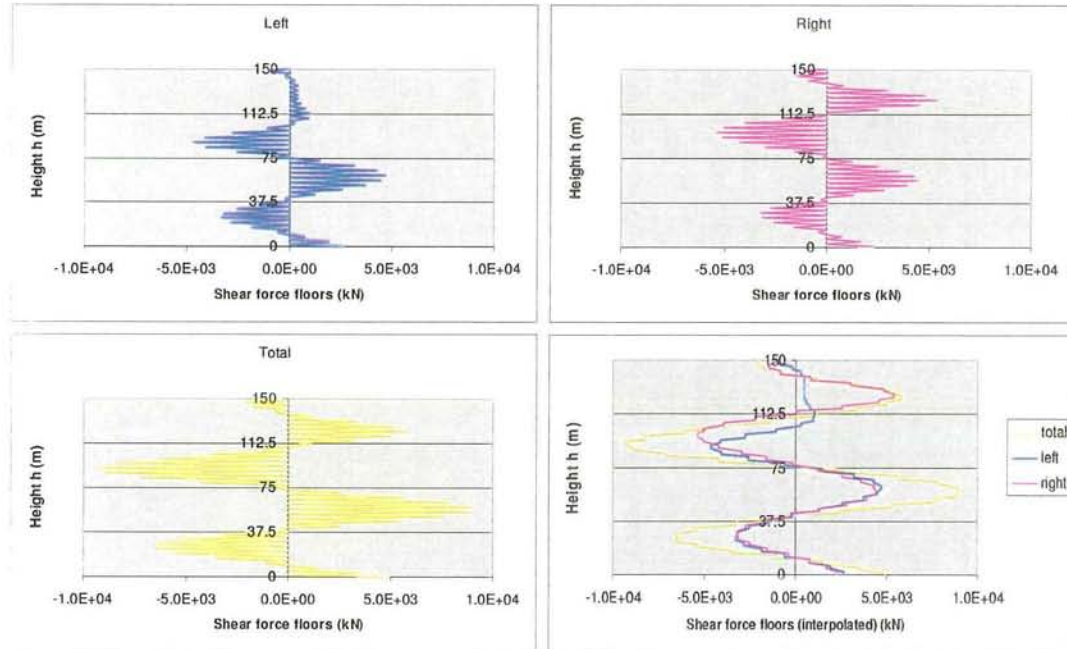 Left
150
112.5
75
37.5
0
Height h (m)
-1.0E+04 -5.0E+03 0.0E+00 5.0E+03 1.0E+04
Shear force floors (kN)
Right
150
112.5
75
37.5
0
Height h (m)
-1.0E+04 -5.0E+03 0.0E+00 5.0E+03 1.0E+04
Shear force floors (kN)
Total
150
112.5
75
37.5
0
Height h (m)
-1.0E+04 -5.0E+03 0.0E+00 5.0E+03 1.0E+04
Shear force floors (kN)
150
112.5
75
37.5
0
Height h (m)
-1.0E+04 -5.0E+03 0.0E+00 5.0E+03 1.0E+04
Shear force floors (interpolated) (kN)
total
left
right